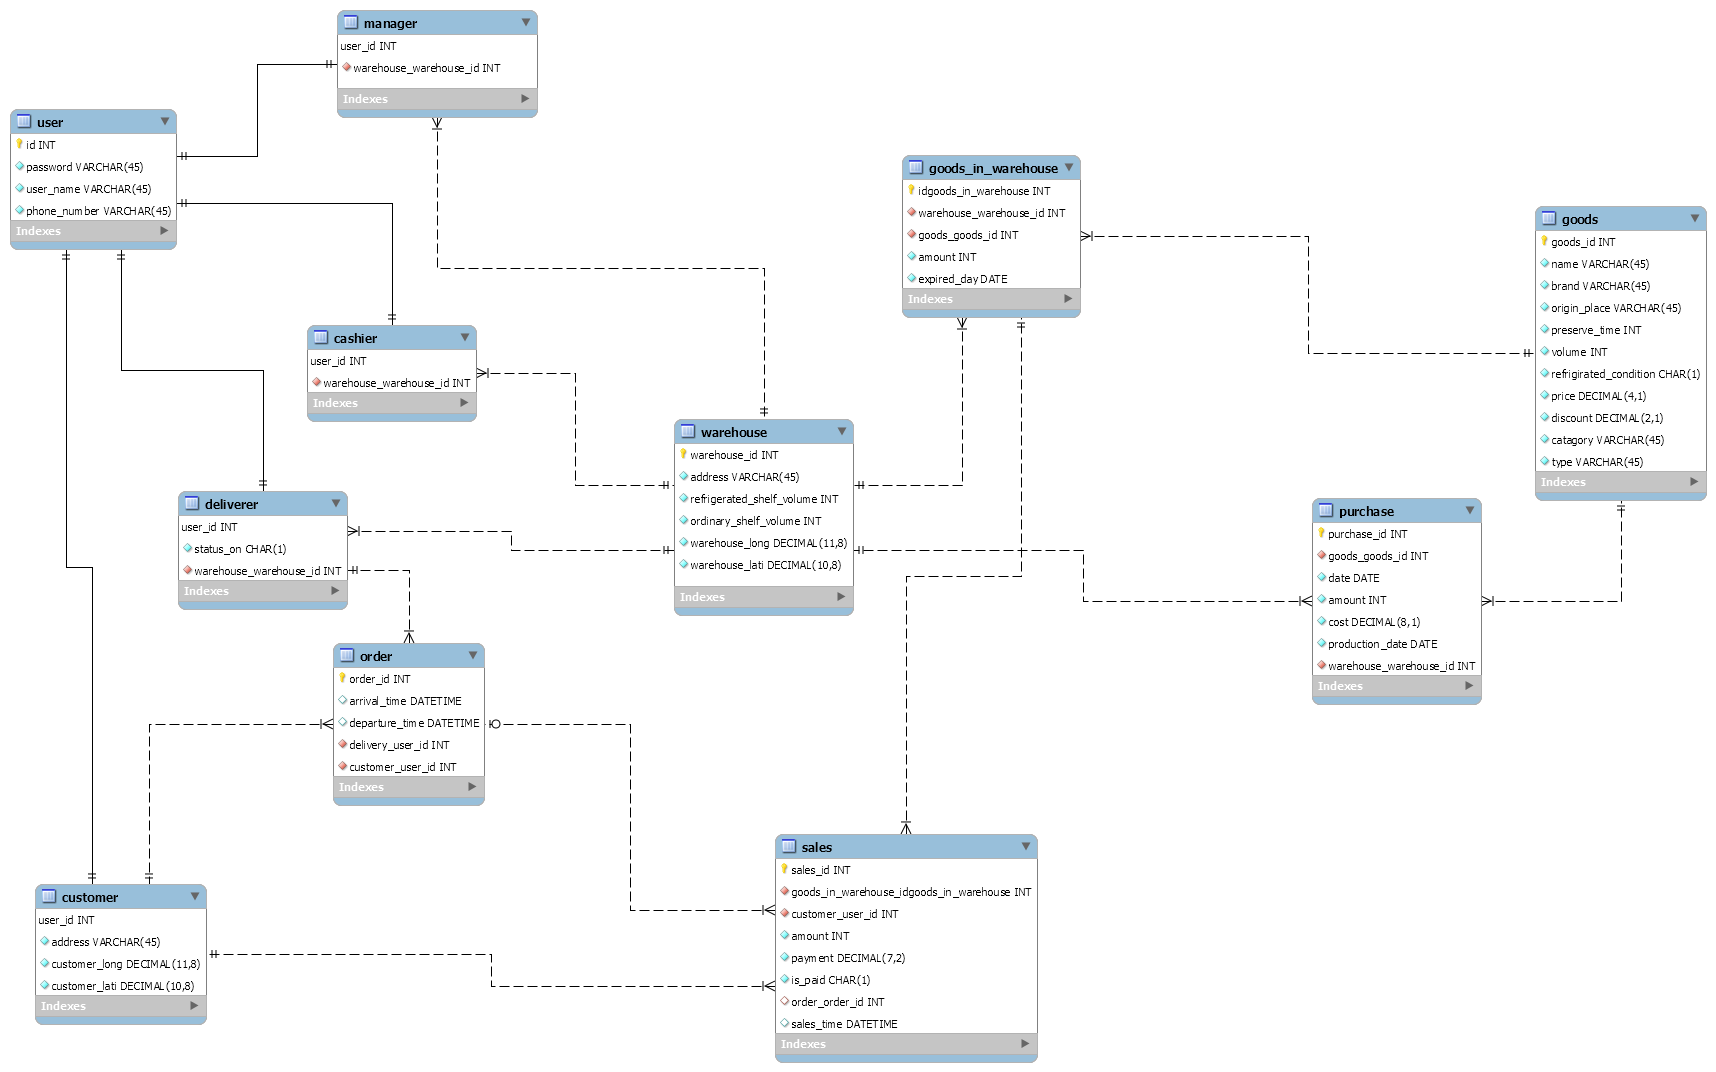 manager
user_id INT
warehouse_warehouse_id INT
Indexes
user
id INT
password VARCHAR(45)
user_name VARCHAR(45)
phone_number VARCHAR(45)
Indexes
goods_in_warehouse
idgoods_in_warehouse INT
warehouse_warehouse_id INT
goods_goods_id INT
amount INT
expired_day DATE
Indexes
goods
goods_id INT
name VARCHAR(45)
brand VARCHAR(45)
origin_place VARCHAR(45)
preserve_time INT
volume INT
refrigirated_condition CHAR(1)
price DECIMAL(4,1)
discount DECIMAL(2,1)
catagory VARCHAR(45)
type VARCHAR(45)
Indexes
cashier
user_id INT
warehouse_warehouse_id INT
Indexes
warehouse
warehouse_id INT
address VARCHAR(45)
refrigerated_shelf_volume INT
ordinary_shelf_volume INT
warehouse_long DECIMAL(11,8)
warehouse_lati DECIMAL(10,8)
Indexes
deliverer
user_id INT
status_on CHAR(1)
warehouse_warehouse_id INT
Indexes
purchase
purchase_id INT
goods_goods_id INT
date DATE
amount INT
cost DECIMAL(8,1)
production_date DATE
warehouse_warehouse_id INT
Indexes
order
order_id INT
arrival_time DATETIME
departure_time DATETIME
delivery_user_id INT
customer_user_id INT
Indexes
sales
sales_id INT
goods_in_warehouse_idgoods_in_warehouse INT
customer_user_id INT
amount INT
payment DECIMAL(7,2)
is_paid CHAR(1)
order_order_id INT
sales_time DATETIME
Indexes
customer
user_id INT
address VARCHAR(45)
customer_long DECIMAL(11,8)
customer_lati DECIMAL(10,8)
Indexes